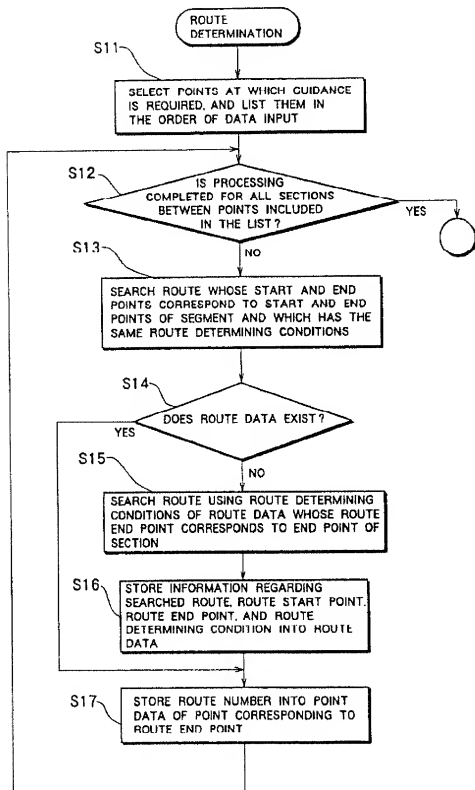 ROUTE
DETERMINATION
S11
SELECT POINTS AT WHICH GUIDANCE
IS REQUIRED, AND LIST THEM IN
THE ORDER OF DATA INPUT
S12
IS PROCESSING
COMPLETED FOR ALL SECTIONS
BETWEEN POINTS INCLUDED
IN THE LIST?
YES
NO
S13
SEARCH ROUTE WHOSE START AND END
POINTS CORRESPOND TO START AND END
POINTS OF SEGMENT AND WHICH HAS THE
SAME ROUTE DETERMINING CONDITIONS
S14
DOES ROUTE DATA EXIST?
YES
NO
S15
SEARCH ROUTE USING ROUTE DETERMINING
CONDITIONS OF ROUTE DATA WHOSE ROUTE
END POINT CORRESPONDS TO END POINT OF
SECTION
S16
STORE INFORMATION REGARDING
SEARCHED ROUTE, ROUTE START POINT,
ROUTE END POINT, AND ROUTE
DETERMINING CONDITION INTO ROUTE
DATA
S17
STORE ROUTE NUMBER INTO POINT
DATA OF POINT CORRESPONDING TO
ROUTE END POINT